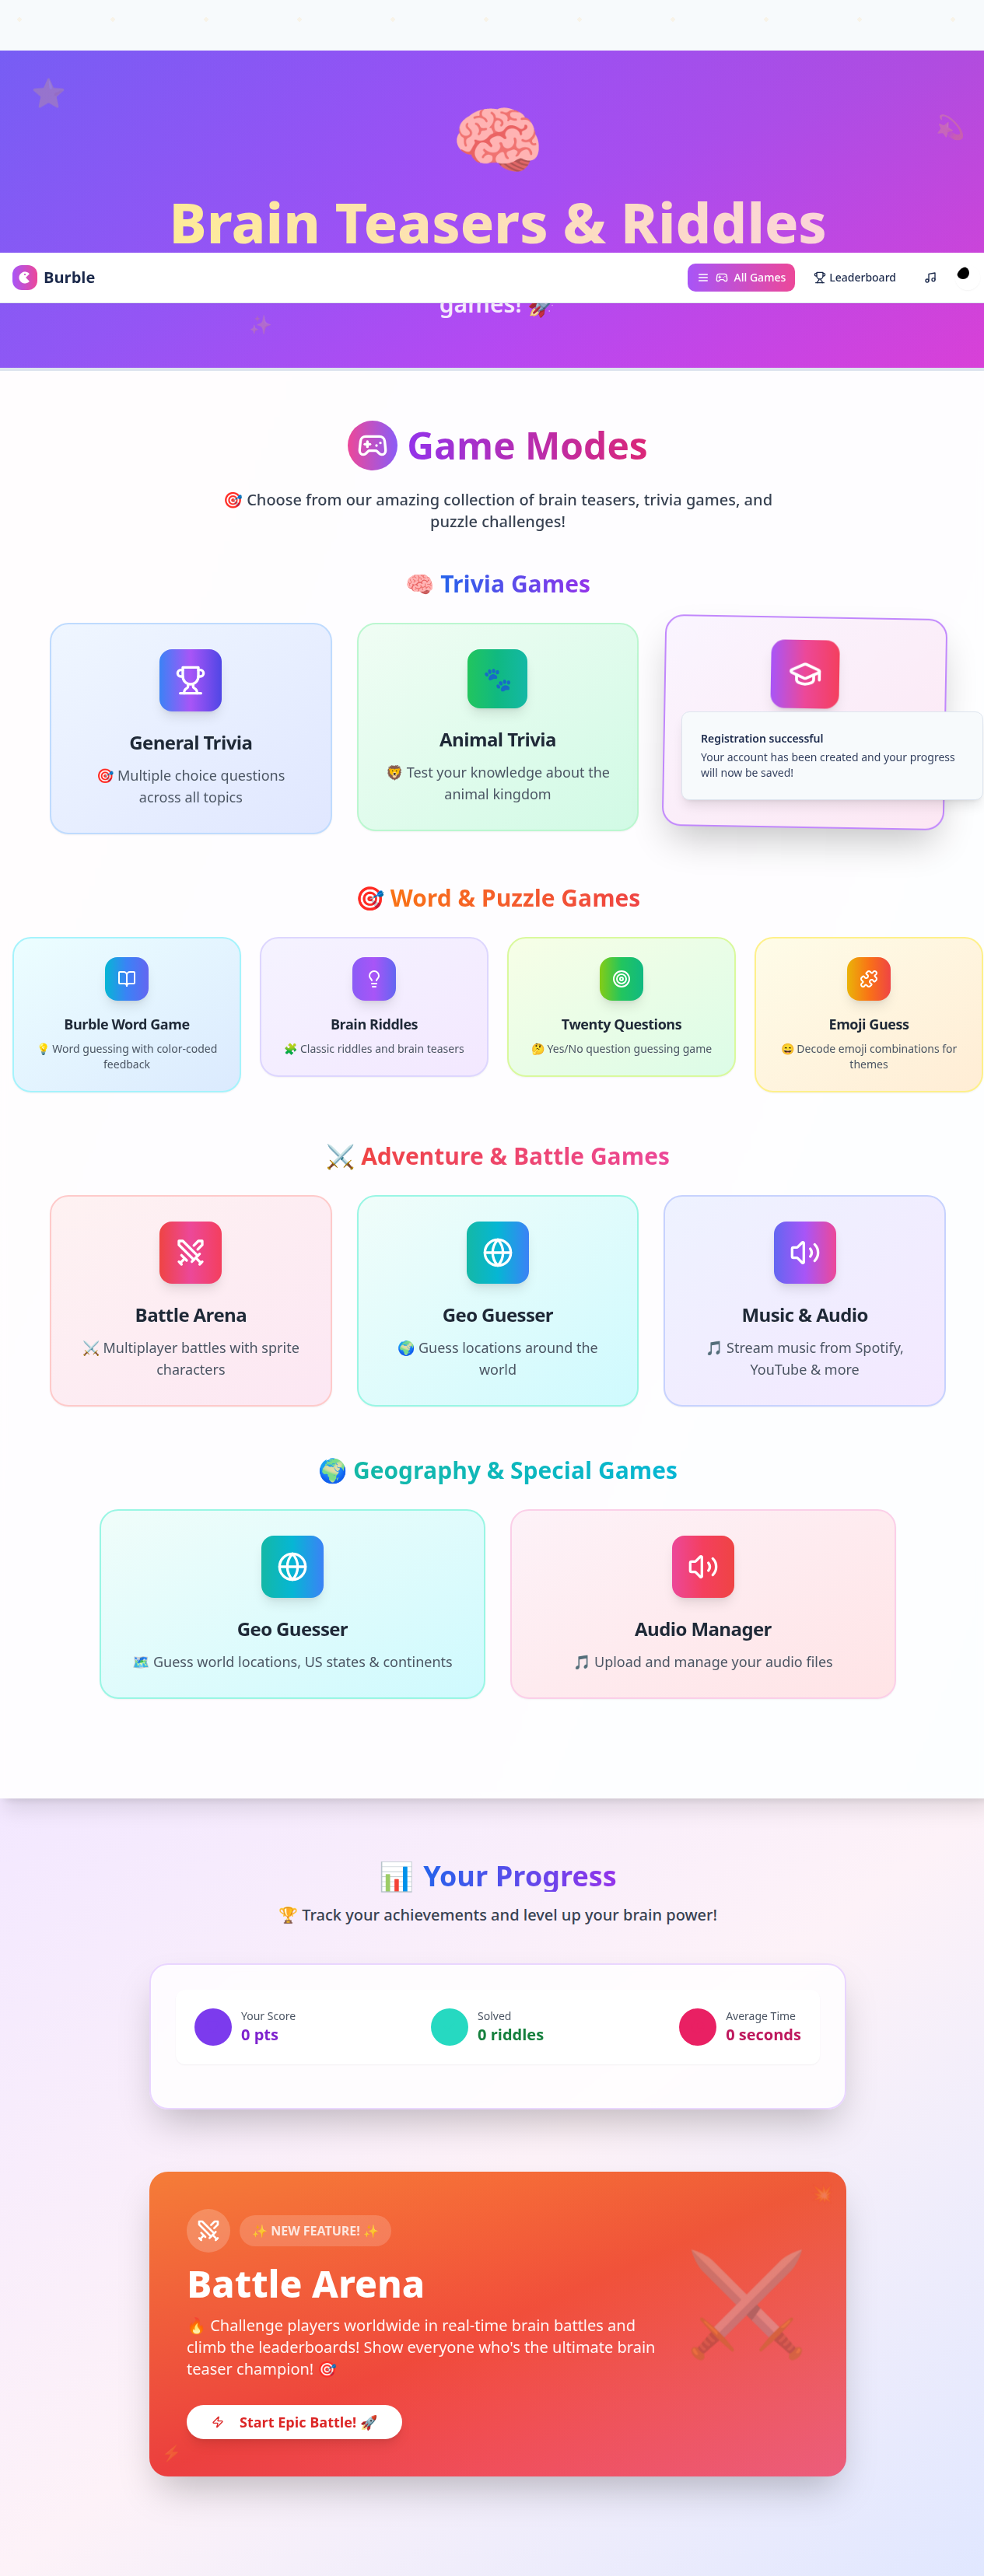 Brain Teasers & Riddles
Burble
All Games
Leaderboard
games! 🚀
Game Modes
🎯 Choose from our amazing collection of brain teasers, trivia games, and
puzzle challenges!
🧠 Trivia Games
General Trivia
🎯 Multiple choice questions
across all topics
Animal Trivia
🦁 Test your knowledge about the
animal kingdom
Registration successful
Your account has been created and your progress
will now be saved!
🎯 Word & Puzzle Games
Burble Word Game
💡 Word guessing with color-coded
feedback
Brain Riddles
🧩 Classic riddles and brain teasers
Twenty Questions
🤔 Yes/No question guessing game
Emoji Guess
😄 Decode emoji combinations for
themes
⚔️ Adventure & Battle Games
Battle Arena
⚔️ Multiplayer battles with sprite
characters
Geo Guesser
🌍 Guess locations around the
world
Music & Audio
🎵 Stream music from Spotify,
YouTube & more
🌍 Geography & Special Games
Geo Guesser
🗺️ Guess world locations, US states & continents
Audio Manager
🎵 Upload and manage your audio files
📊 Your Progress
🏆 Track your achievements and level up your brain power!
Your Score
0 pts
Solved
0 riddles
Average Time
0 seconds
✨ NEW FEATURE! ✨
Battle Arena
🔥 Challenge players worldwide in real-time brain battles and
climb the leaderboards! Show everyone who's the ultimate brain
teaser champion! 🎯
Start Epic Battle! 🚀